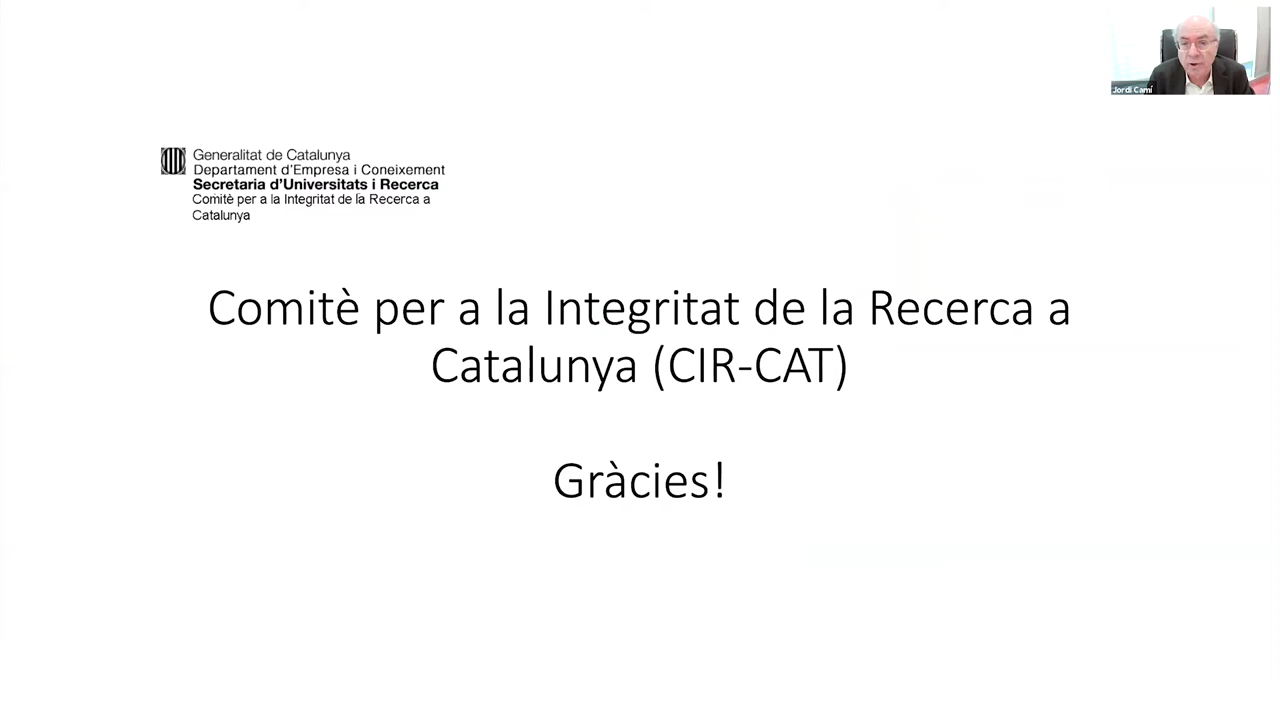 Jordi Camí
Generalitat de Catalunya
Departament d'Empresa i Coneixement
Secretaria d'Universitats i Recerca
Comitè per a la Integritat de la Recerca a
Catalunya
Comitè per a la Integritat de la Recerca a
Catalunya (CIR-CAT)
Gràcies!